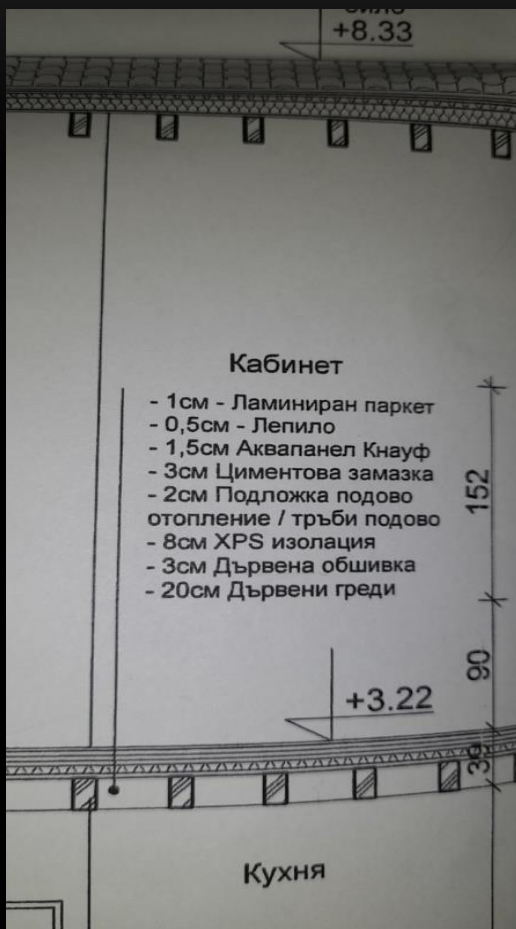 +8.33
Кабинет
- 1см - Ламиниран паркет
- 0,5см - Лепило
- 1,5см Аквапанел Кнауф
- 3см Циментова замазка
- 2см Подложка подово
отопление / тръби подово
- 8см XPS изолация
- 3см Дървена обшивка
- 20см Дървени греди
152
90
+3.22
39
Кухня